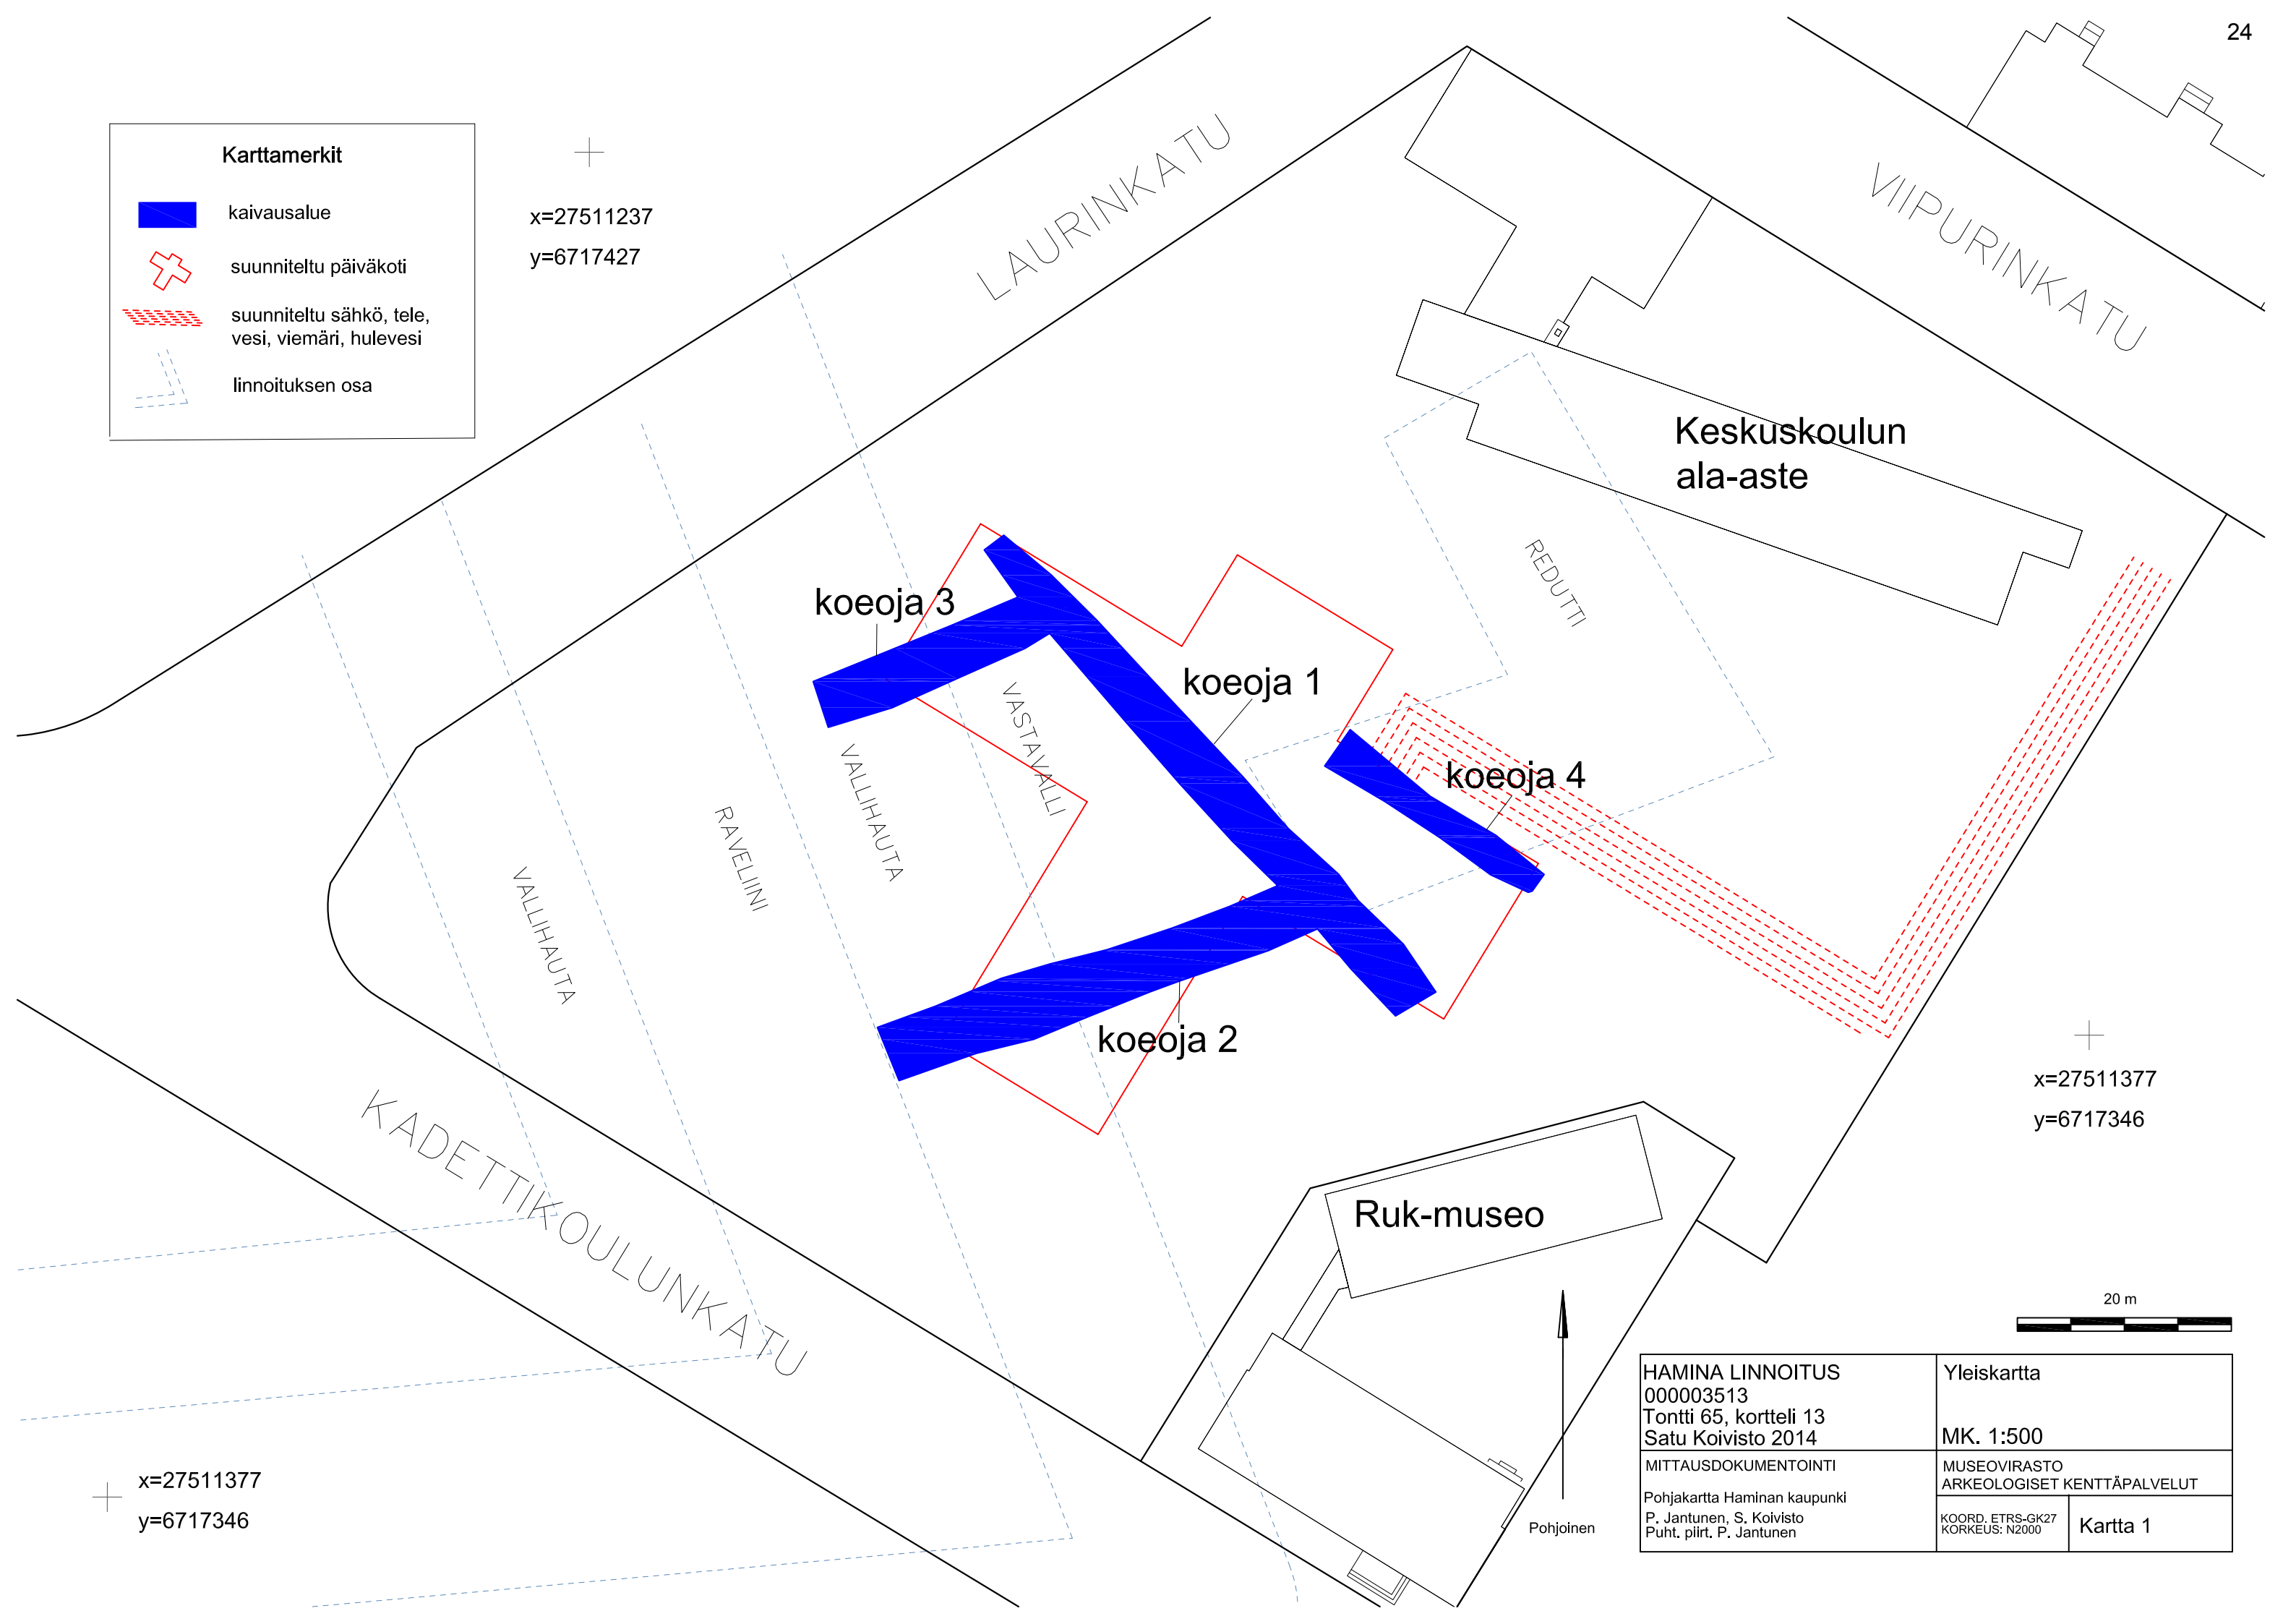 24
Karttamerkit
kaivausalue
suunniteltu päiväkoti
suunniteltu sähkö, tele,
vesi, viemäri, hulevesi
linnoituksen osa
x=27511237
y=6717427
LAURINKATU
VIIPURINKATU
Keskuskoulun
ala-aste
REDUTTI
koeoja 3
koeoja 1
koeoja 4
koeoja 2
VASTAVALLI
VALLIHAUTA
RAVELIINI
VALLIHAUTA
KADETTIKOULUNKATU
x=27511377
y=6717346
Ruk-museo
Pohjoinen
20 m
x=27511377
y=6717346
HAMINA LINNOITUS
000003513
Tontti 65, kortteli 13
Satu Koivisto 2014
Yleiskartta
MK. 1:500
MITTAUSDOKUMENTOINTI
Pohjakartta Haminan kaupunki
P. Jantunen, S. Koivisto
Puht. piirt. P. Jantunen
MUSEOVIRASTO
ARKEOLOGISET KENTTÄPALVELUT
KOORD. ETRS-GK27
KORKEUS: N2000
Kartta 1